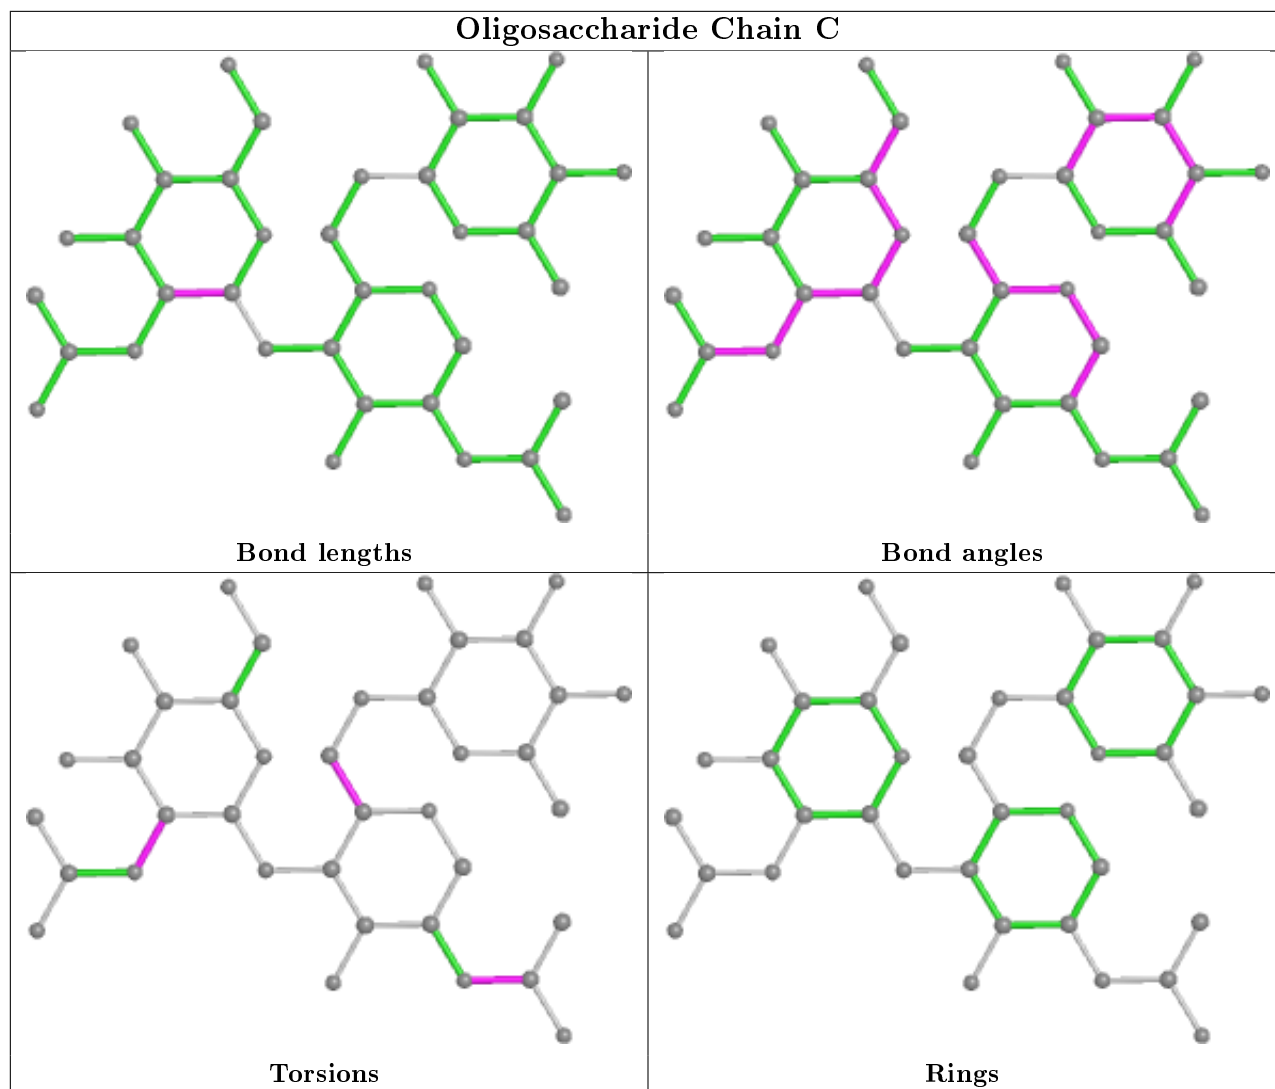 Oligosaccharide Chain C
Bond lengths
Bond angles
Torsions
Rings